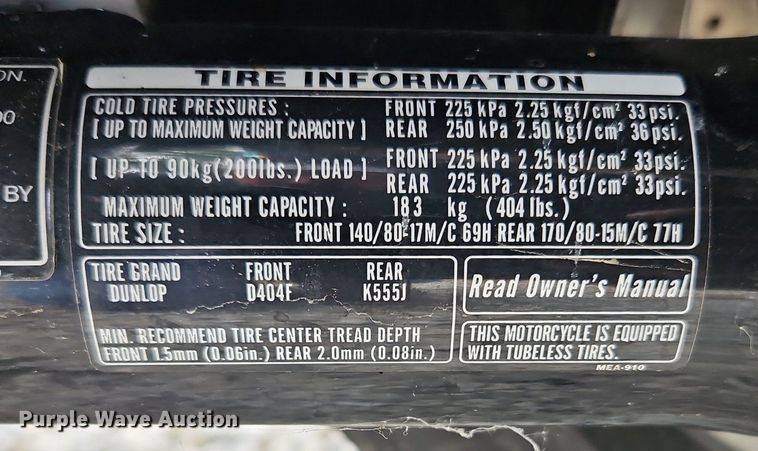 ON.
00
BY
TIRE INFORMATION
COLD TIRE PRESSURES : FRONT 225 kPa 2.25 kgf/cm² 33 psi.
[ UP TO MAXIMUM WEIGHT CAPACITY ] REAR 250 kPa 2.50 kgf/cm² 36 psi.
[ UP TO 90kg(200lbs.) LOAD ] FRONT 225 kPa 2.25 kgf/cm² 33 psi.
REAR 225 kPa 2.25 kgf/cm² 33 psi.
MAXIMUM WEIGHT CAPACITY : 183 kg (404 lbs.)
TIRE SIZE : FRONT 140/80-17M/C 69H REAR 170/80-15M/C 77H
TIRE GRAND FRONT REAR
DUNLOP D404F K555J
Read Owner's Manual
MIN. RECOMMEND TIRE CENTER TREAD DEPTH
FRONT 1.5mm (0.06in.) REAR 2.0mm (0.08in.)
THIS MOTORCYCLE IS EQUIPPED
WITH TUBELESS TIRES.
MEA-910
Purple Wave Auction